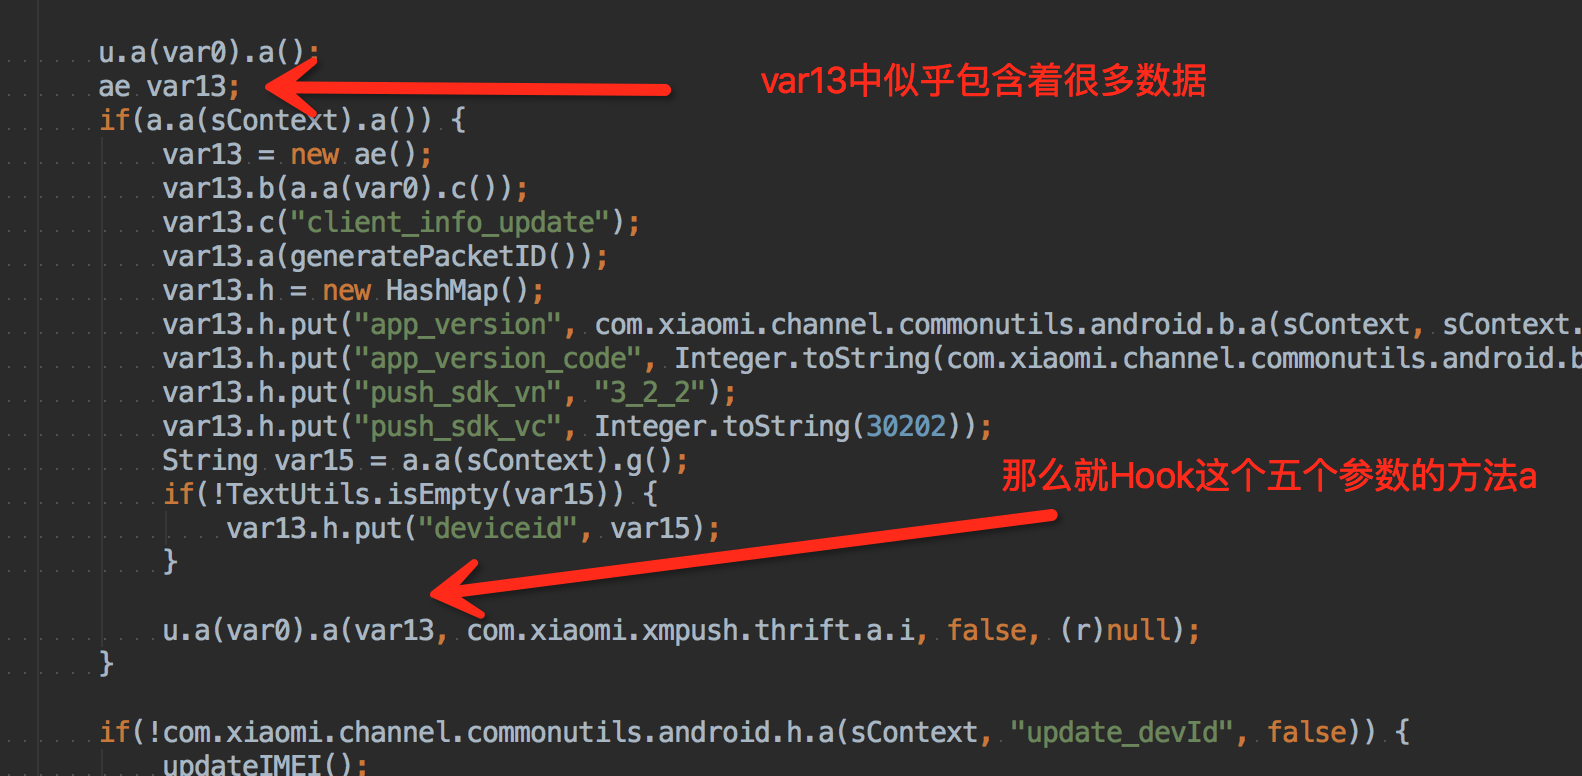 u.a(var0).a();
ae var13;
var13中似乎包含着很多数据
if(a.a(sContext).a()) {
var13 = new ae();
var13.b(a.a(var0).c());
var13.c("client_info_update");
var13.a(generatePacketID());
var13.h = new HashMap();
var13.h.put("app_version", com.xiaomi.channel.commonutils.android.b.a(sContext, sContext.
var13.h.put("app_version_code", Integer.toString(com.xiaomi.channel.commonutils.android.b
var13.h.put("push_sdk_vn", "3_2_2");
var13.h.put("push_sdk_vc", Integer.toString(30202));
String var15 = a.a(sContext).g();
那么就Hook这个五个参数的方法a
if(!TextUtils.isEmpty(var15)) {
var13.h.put("deviceid", var15);
}
u.a(var0).a(var13, com.xiaomi.xmpush.thrift.a.i, false, (r)null);
}
if(!com.xiaomi.channel.commonutils.android.h.a(sContext, "update_devId", false)) {
updateIMEI();